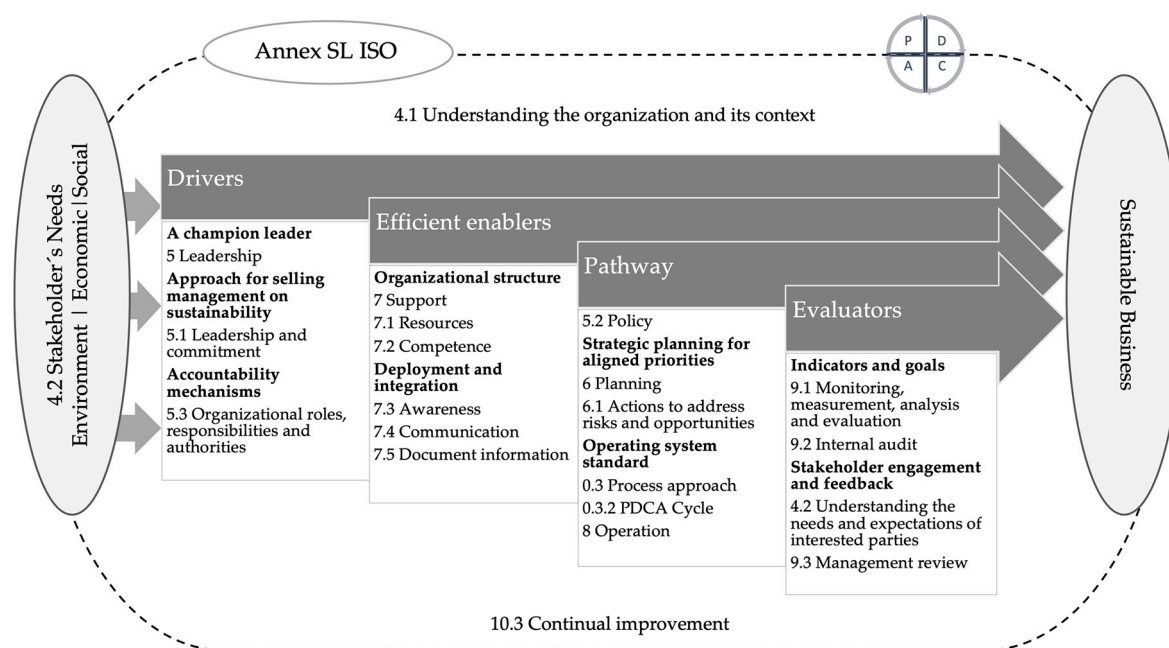 Annex SL ISO
P D
A C
4.1 Understanding the organization and its context
4.2 Stakeholder´s Needs
Environment | Economic|Social
Drivers
A champion leader
5 Leadership
Approach for selling
management on
sustainability
5.1 Leadership and
commitment
Accountability
mechanisms
5.3 Organizational roles,
responsibilities and
authorities
Efficient enablers
Organizational structure
7 Support
7.1 Resources
7.2 Competence
Deployment and
integration
7.3 Awareness
7.4 Communication
7.5 Document information
Pathway
5.2 Policy
Strategic planning for
aligned priorities
6 Planning
6.1 Actions to address
risks and opportunities
Operating system
standard
0.3 Process approach
0.3.2 PDCA Cycle
8 Operation
Evaluators
Indicators and goals
9.1 Monitoring,
measurement, analysis
and evaluation
9.2 Internal audit
Stakeholder engagement
and feedback
4.2 Understanding the
needs and expectations of
interested parties
9.3 Management review
Sustainable Business
10.3 Continual improvement